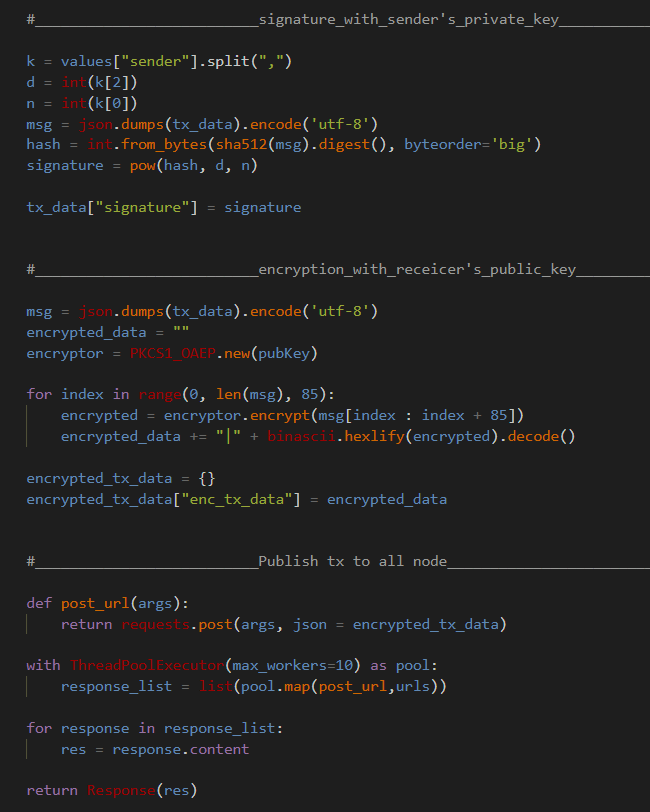 #__________________________signature_with_sender's_private_key___________
k = values["sender"].split(",")
d = int(k[2])
n = int(k[0])
msg = json.dumps(tx_data).encode('utf-8')
hash = int.from_bytes(sha512(msg).digest(), byteorder='big')
signature = pow(hash, d, n)
tx_data["signature"] = signature
#__________________________encryption_with_receicer's_public_key_________
msg = json.dumps(tx_data).encode('utf-8')
encrypted_data = ""
encryptor = PKCS1_OAEP.new(pubKey)
for index in range(0, len(msg), 85):
    encrypted = encryptor.encrypt(msg[index : index + 85])
    encrypted_data += "|" + binascii.hexlify(encrypted).decode()
encrypted_tx_data = {}
encrypted_tx_data["enc_tx_data"] = encrypted_data
#__________________________Publish tx to all node________________________
def post_url(args):
    return requests.post(args, json = encrypted_tx_data)
with ThreadPoolExecutor(max_workers=10) as pool:
    response_list = list(pool.map(post_url,urls))
for response in response_list:
    res = response.content
return Response(res)